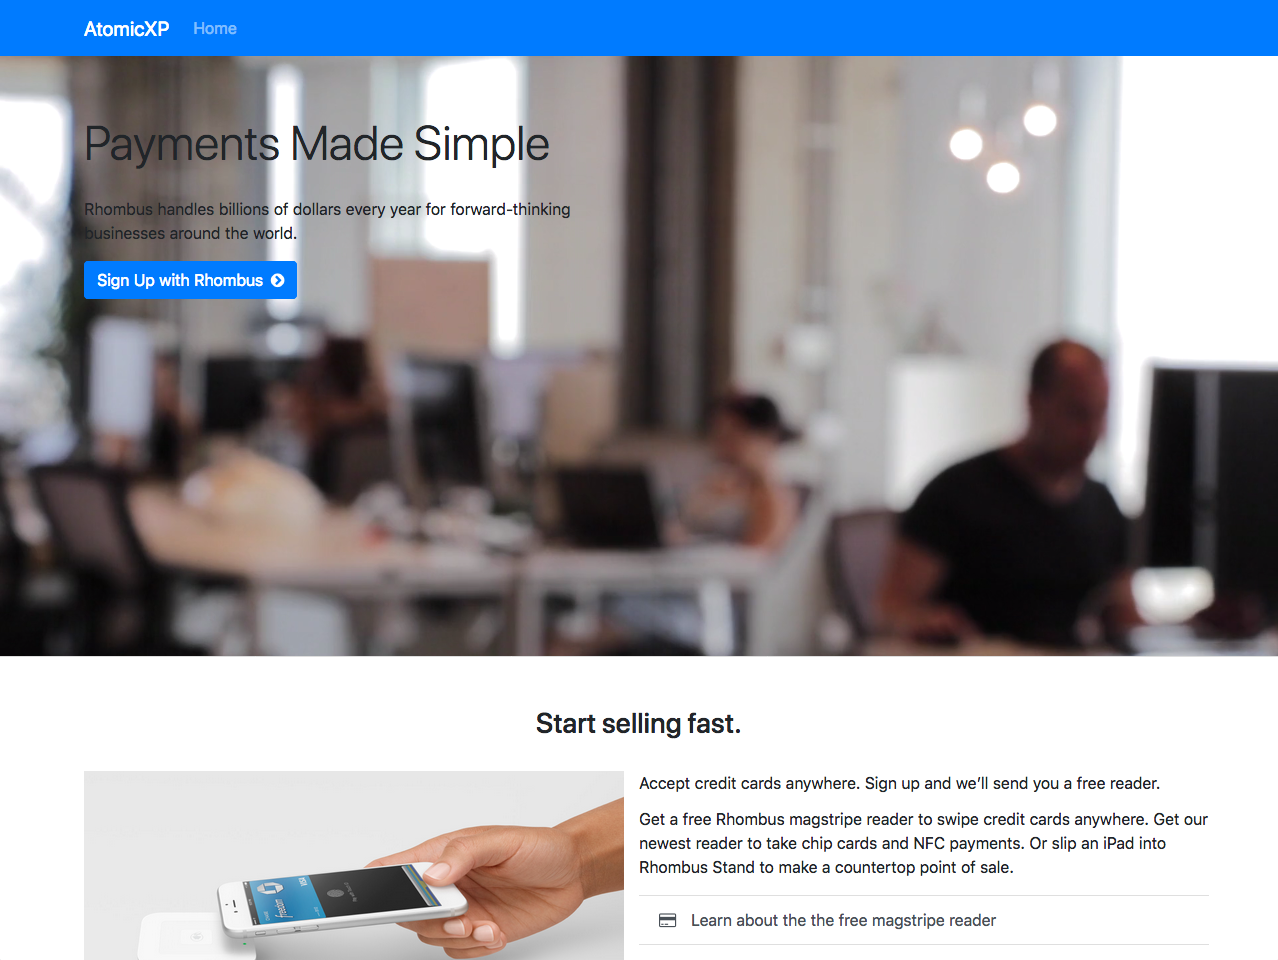 AtomicXP Home
Payments Made Simple
Rhombus handles billions of dollars every year for forward-thinking
businesses around the world.
Sign Up with Rhombus
Start selling fast.
Accept credit cards anywhere. Sign up and we’ll send you a free reader.
Get a free Rhombus magstripe reader to swipe credit cards anywhere. Get our
newest reader to take chip cards and NFC payments. Or slip an iPad into
Rhombus Stand to make a countertop point of sale.
Learn about the the free magstripe reader
freedom
VISA